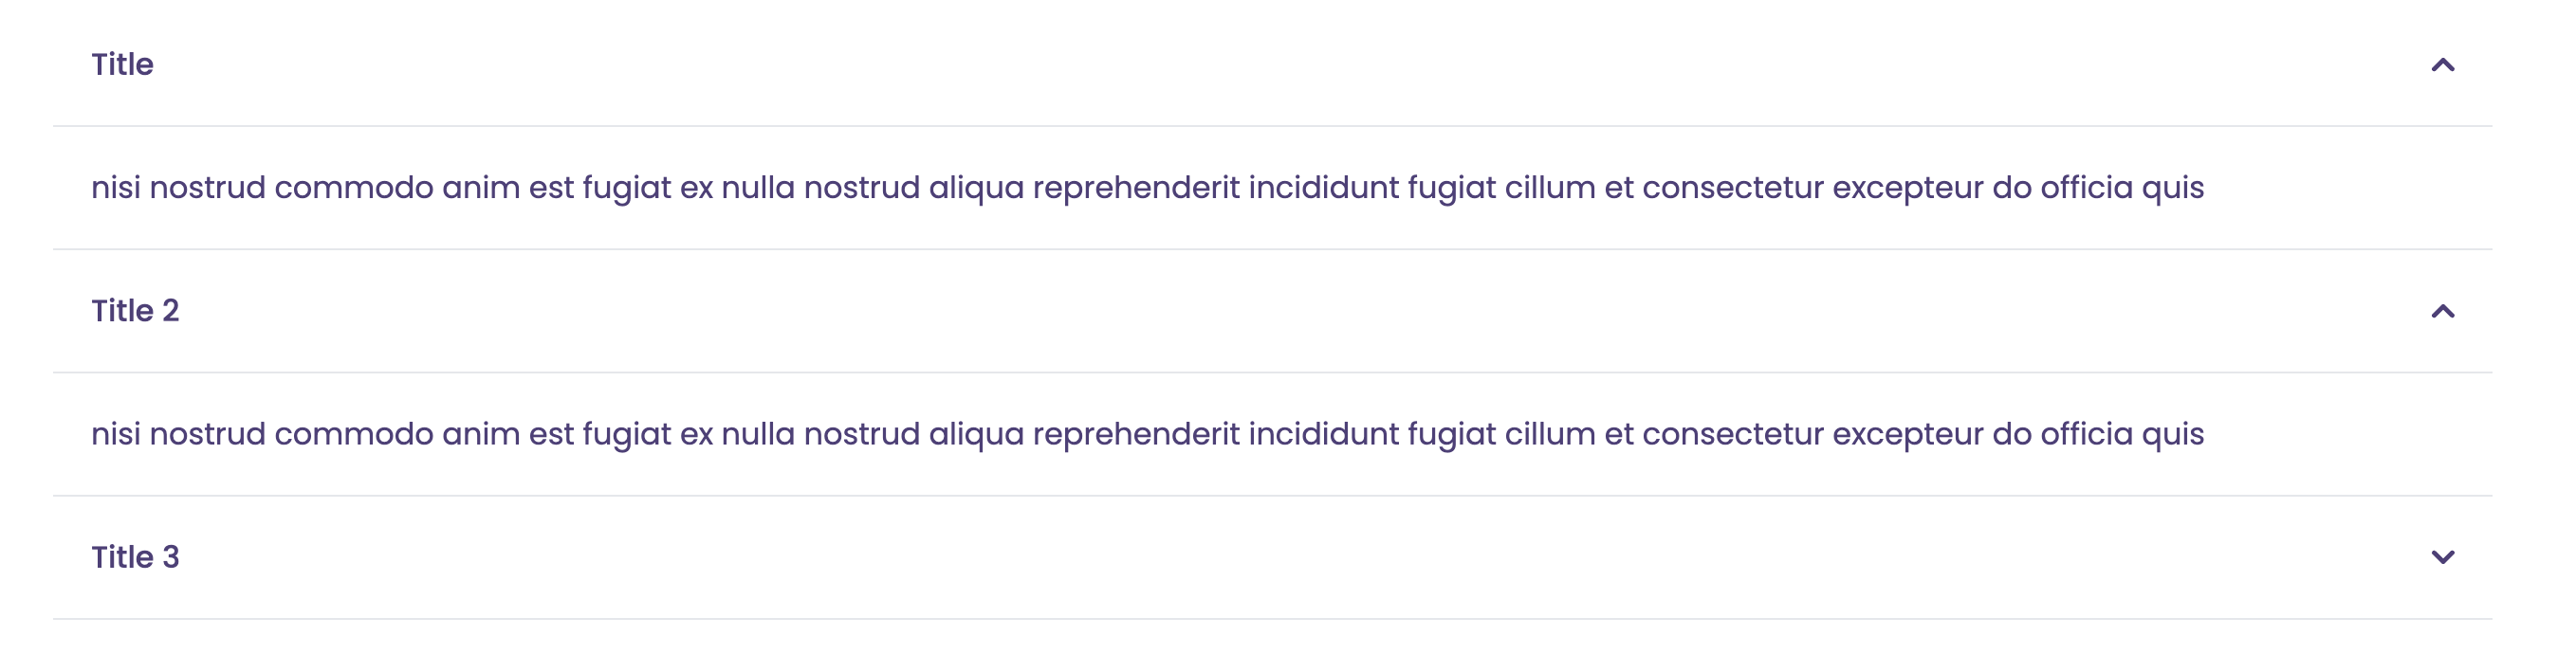 Title
nisi nostrud commodo anim est fugiat ex nulla nostrud aliqua reprehenderit incididunt fugiat cillum et consectetur excepteur do officia quis
Title 2
nisi nostrud commodo anim est fugiat ex nulla nostrud aliqua reprehenderit incididunt fugiat cillum et consectetur excepteur do officia quis
Title 3